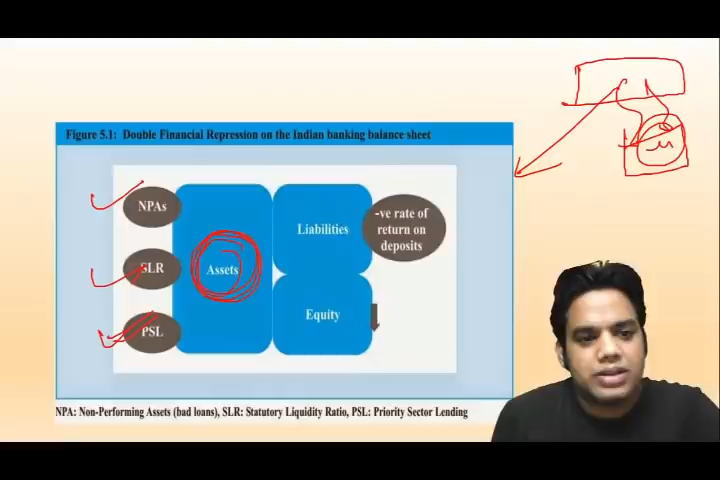 Figure 5.1: Double Financial Repression on the Indian banking balance sheet
NPAs
SLR
PSL
Assets
Liabilities
Equity
-ve rate of
return on
deposits
NPA: Non-Performing Assets (bad loans), SLR: Statutory Liquidity Ratio, PSL: Priority Sector Lending